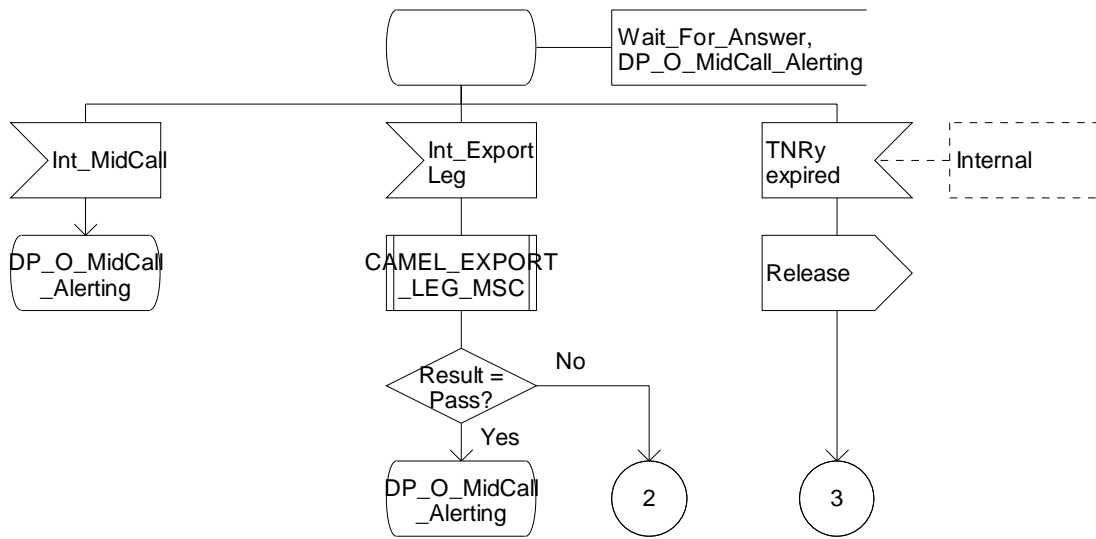 Wait_For_Answer,
DP_O_MidCall_Alerting
Int_MidCall
Int_Export
Leg
TNRy
expired
Internal
DP_O_MidCall
_Alerting
CAMEL_EXPORT
_LEG_MSC
Release
Result =
Pass?
No
Yes
DP_O_MidCall
_Alerting
2
3